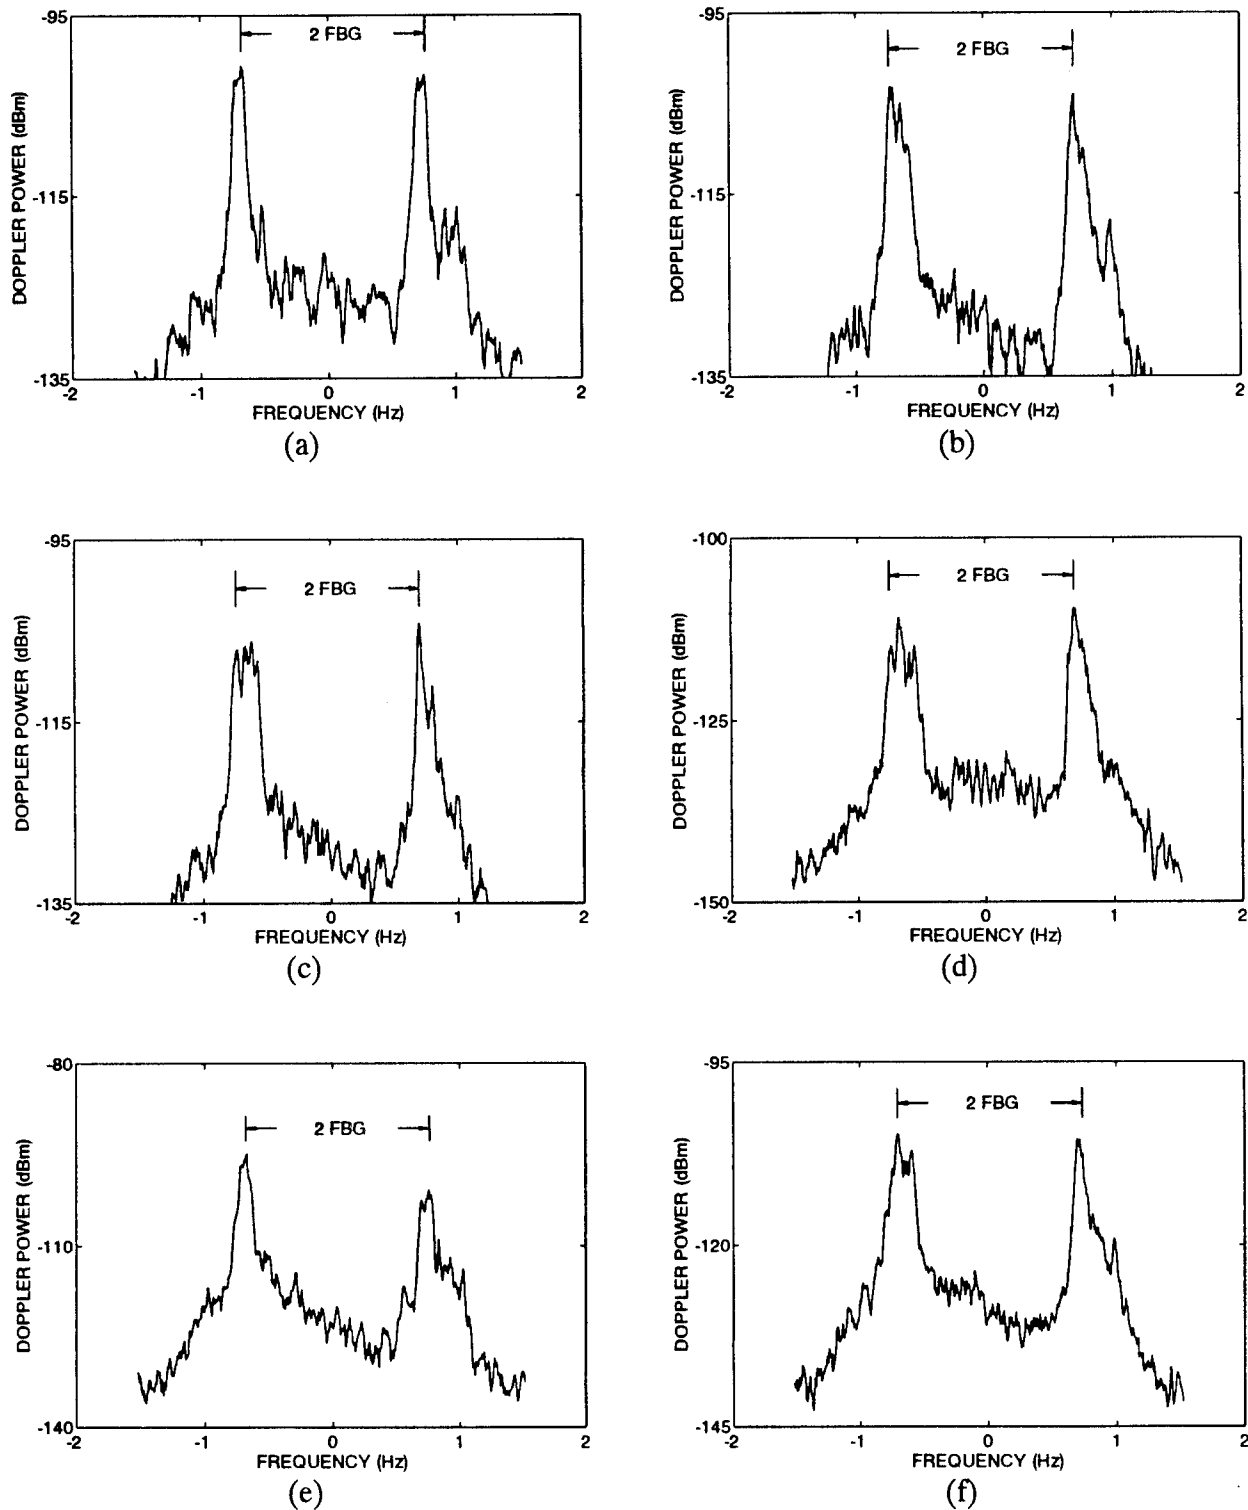 -95
2 FBG
DOPPLER POWER (dBm)
-115
-135
-2
-1
0
1
2
FREQUENCY (Hz)
(a)
-95
2 FBG
DOPPLER POWER (dBm)
-115
-135
-2
-1
0
1
2
FREQUENCY (Hz)
(b)
-95
2 FBG
DOPPLER POWER (dBm)
-115
-135
-2
-1
0
1
2
FREQUENCY (Hz)
(c)
-100
2 FBG
DOPPLER POWER (dBm)
-125
-150
-2
-1
0
1
2
FREQUENCY (Hz)
(d)
-80
2 FBG
DOPPLER POWER (dBm)
-110
-140
-2
-1
0
1
2
FREQUENCY (Hz)
(e)
-95
2 FBG
DOPPLER POWER (dBm)
-120
-145
-2
-1
0
1
2
FREQUENCY (Hz)
(f)